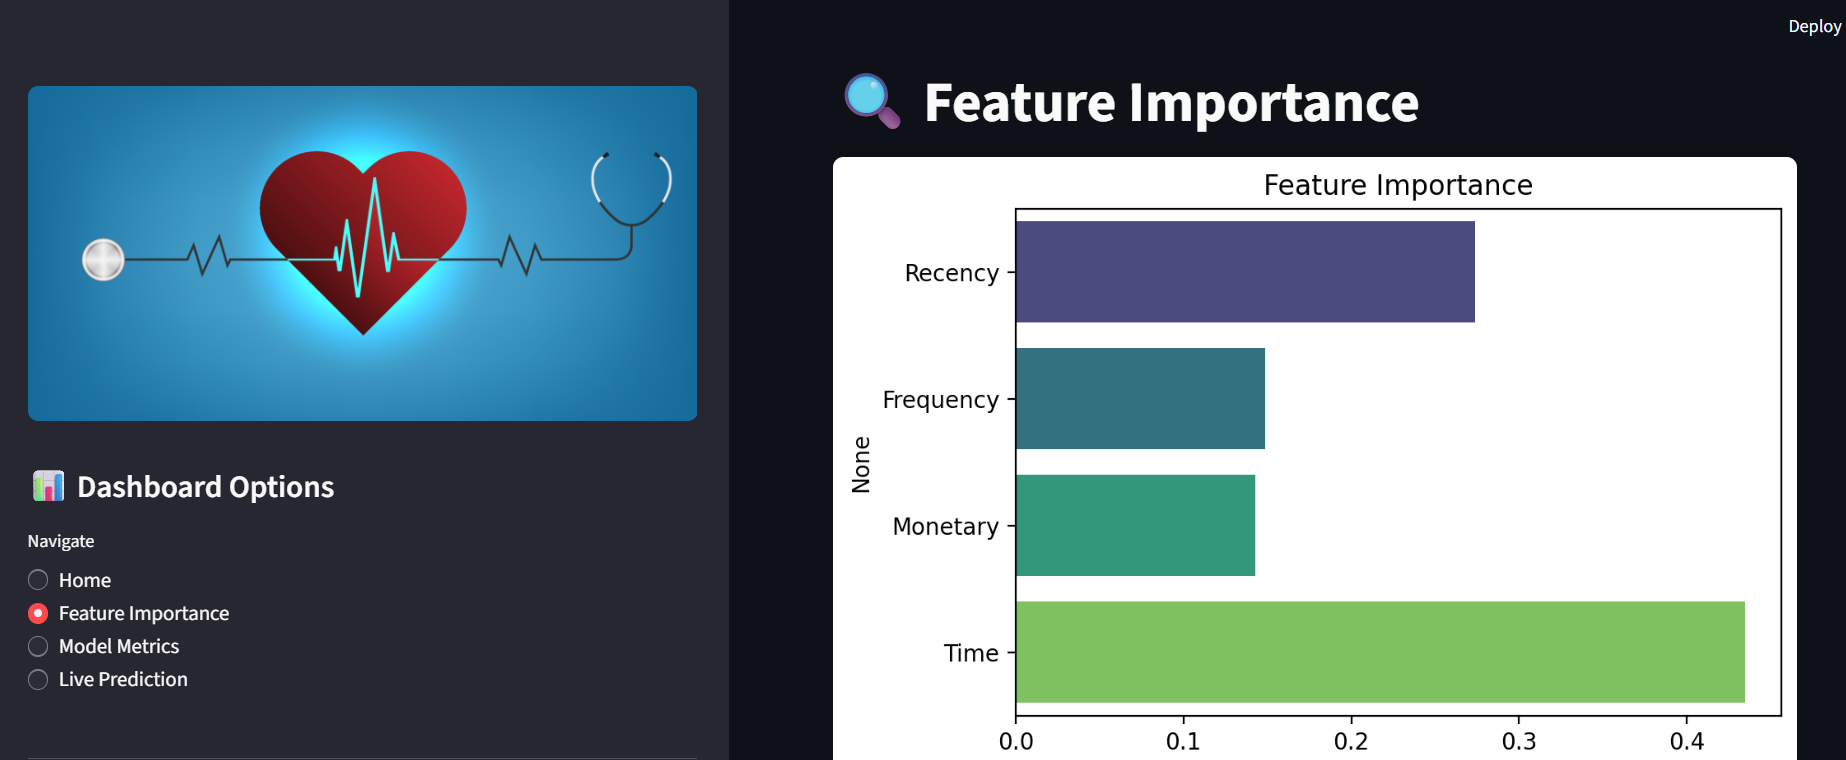 Deploy
Dashboard Options
Navigate
Home
Feature Importance
Model Metrics
Live Prediction
Feature Importance
Feature Importance
Recency
Frequency
Monetary
Time
None
0.0 0.1 0.2 0.3 0.4